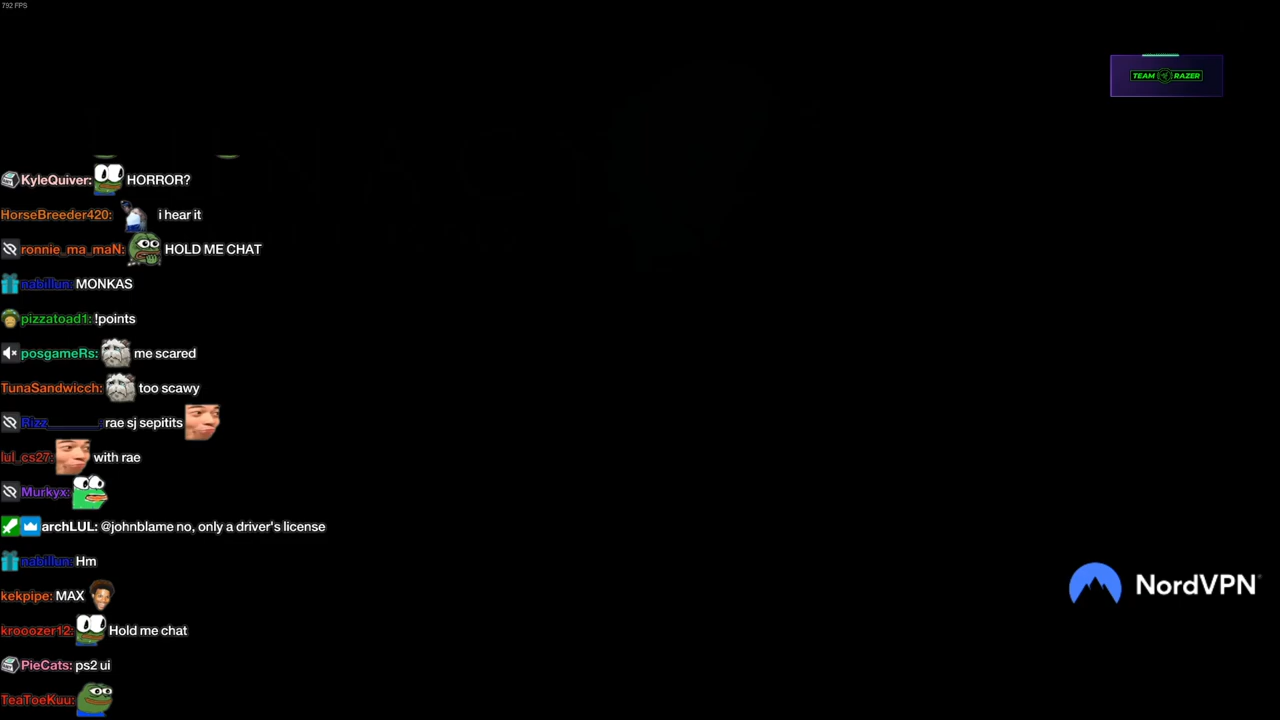 792 FPS
TEAM RAZER
KyleQuiver: HORROR?
HorseBreeder420: i hear it
ronnie_ma_maN: HOLD ME CHAT
nabillun: MONKAS
pizzatoad1: !points
posgameRs: me scared
TunaSandwicch: too scawy
Rizz________: rae sj sepitits
lul_cs27: with rae
Murkyx:
archLUL: @johnblame no, only a driver's license
nabillun: Hm
kekpipe: MAX
NordVPN®
krooozer12: Hold me chat
PieCats: ps2 ui
TeaToeKuu: